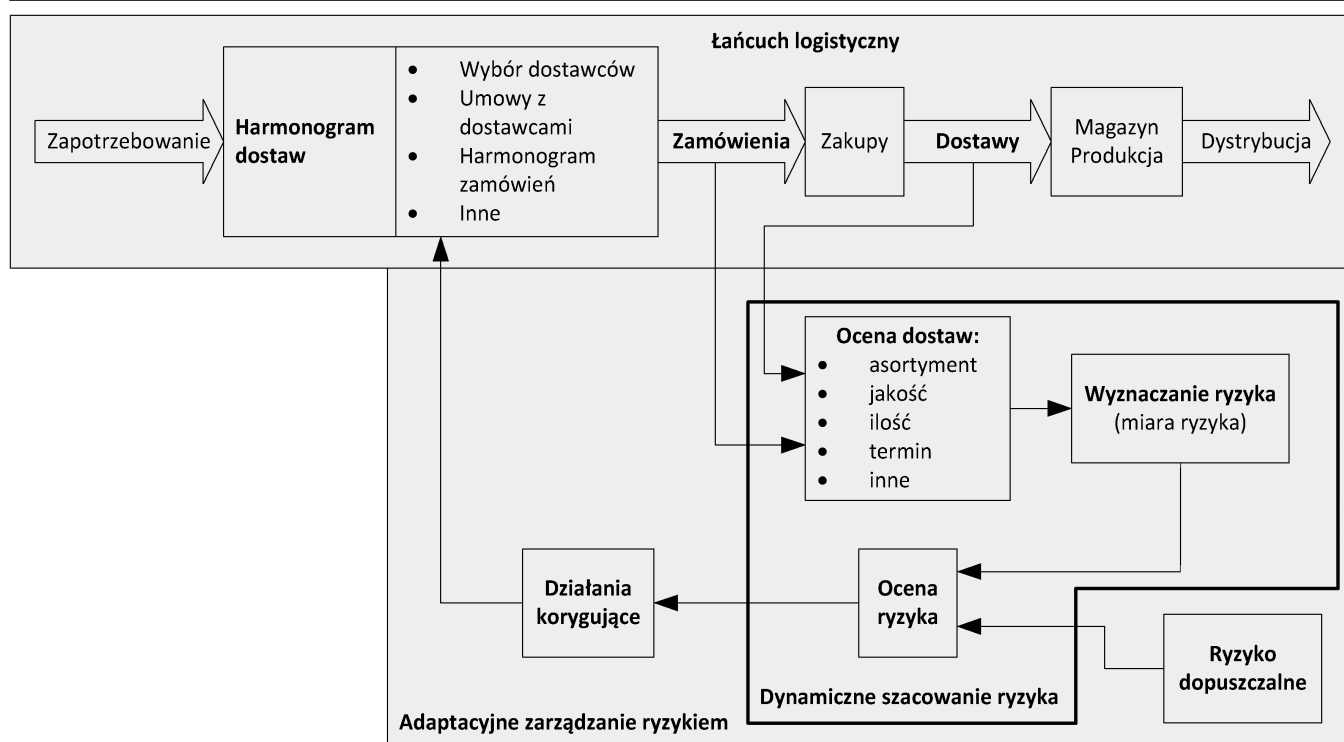 Łańcuch logistyczny
Zapotrzebowanie
Harmonogram
dostaw
• Wybór dostawców
• Umowy z
dostawcami
• Harmonogram
zamówień
• Inne
Zamówienia
Zakupy
Dostawy
Magazyn
Produkcja
Dystrybucja
Ocena dostaw:
• asortyment
• jakość
• ilość
• termin
• inne
Wyznaczanie ryzyka
(miara ryzyka)
Działania
korygujące
Ocena
ryzyka
Ryzyko
dopuszczalne
Dynamiczne szacowanie ryzyka
Adaptacyjne zarządzanie ryzykiem